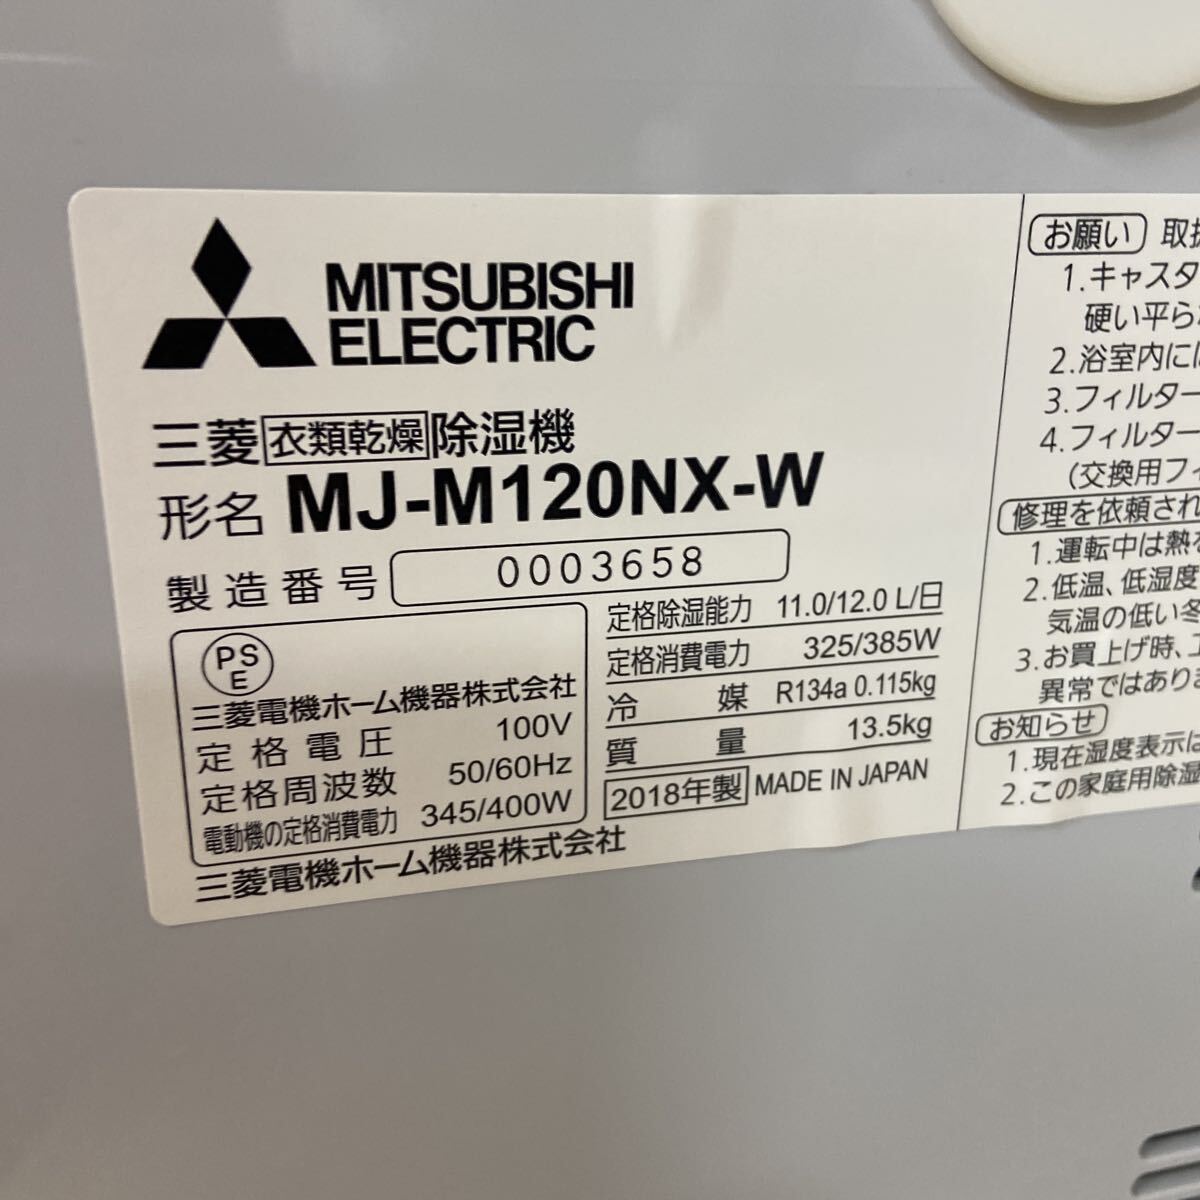 MITSUBISHI
ELECTRIC
三菱 衣類乾燥 除湿機
形名 MJ-M120NX-W
製造番号 0003658
PS
E
三菱電機ホーム機器株式会社
定格電圧 100V
定格周波数 50/60Hz
電動機の定格消費電力 345/400W
定格除湿能力 11.0/12.0 L/日
定格消費電力 325/385W
冷媒 R134a 0.115kg
質量 13.5kg
2018年製 MADE IN JAPAN
三菱電機ホーム機器株式会社
お願い 取扱
1.キャスタ
硬い平ら
2.浴室内に
3.フィルター
4.フィルター
(交換用フィ
修理を依頼され
1.運転中は熱
2.低温、低湿度
気温の低い冬
3.お買上げ時、
異常ではあり
お知らせ
1.現在湿度表示は
2.この家庭用除湿